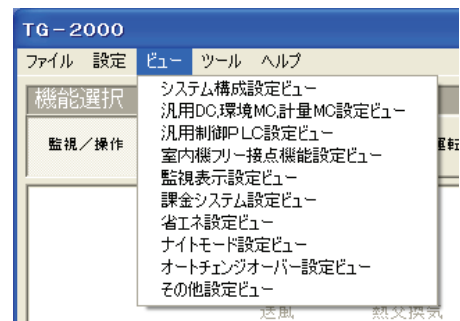 TG-2000
ファイル 設定 ビュー ツール ヘルプ
機能選択
監視/操作
システム構成設定ビュー
汎用DC,環境MC,計量MC設定ビュー
汎用制御PLC設定ビュー
室内機フリー接点機能設定ビュー
監視表示設定ビュー
課金システム設定ビュー
省エネ設定ビュー
ナイトモード設定ビュー
オートチェンジオーバー設定ビュー
その他設定ビュー
送風 熱交換気